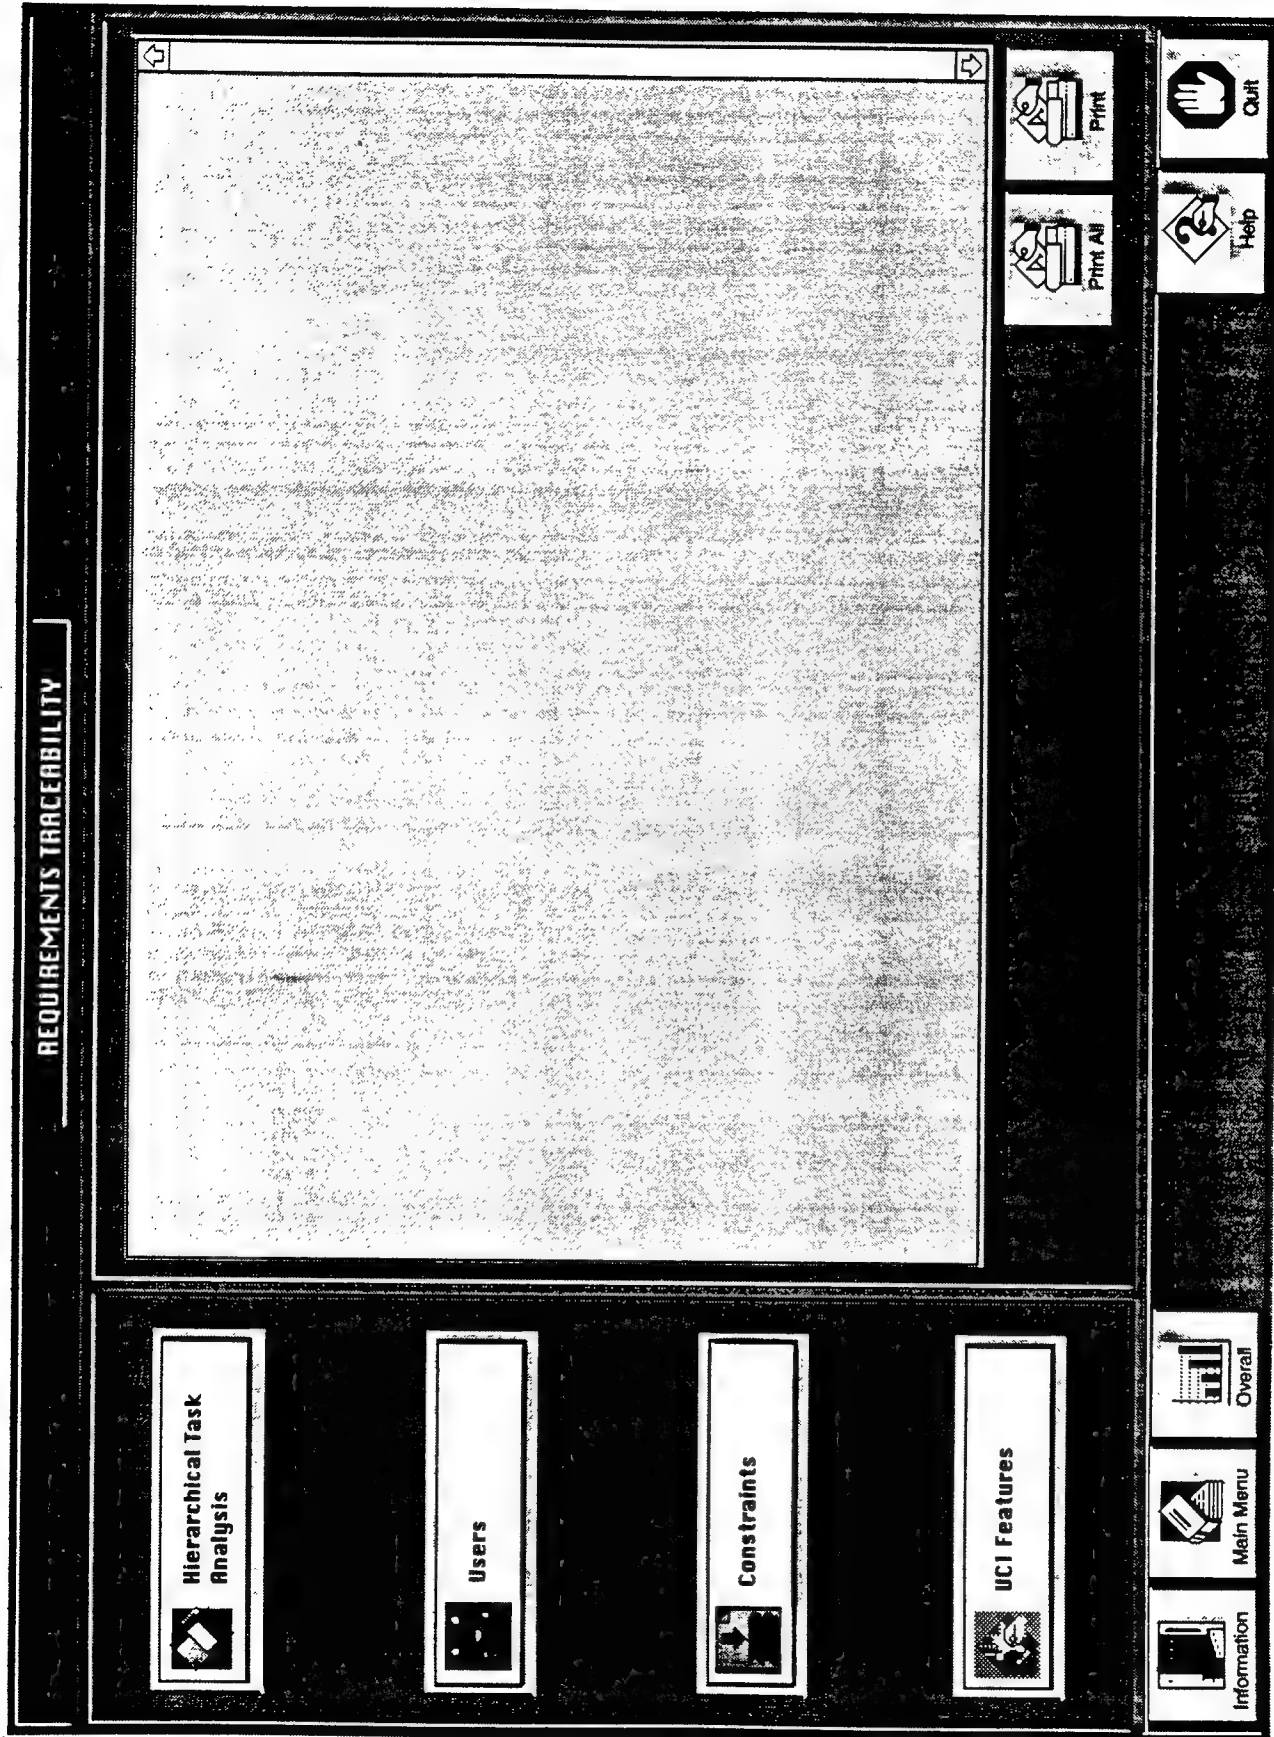 REQUIREMENTS TRACEABILITY
Hierarchical Task
Analysis
Users
Constraints
UCI Features
Print All
Print
Information
Main Menu
Overall
Help
Quit